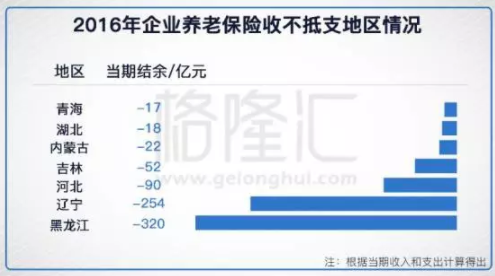 2016年企业养老保险收不抵支地区情况
地区 当期结余/亿元
青海 -17
湖北 -18
内蒙古 -22
吉林 -52
河北 -90
辽宁 -254
黑龙江 -320
格隆汇
www.gelonghui.com
注：根据当期收入和支出计算得出